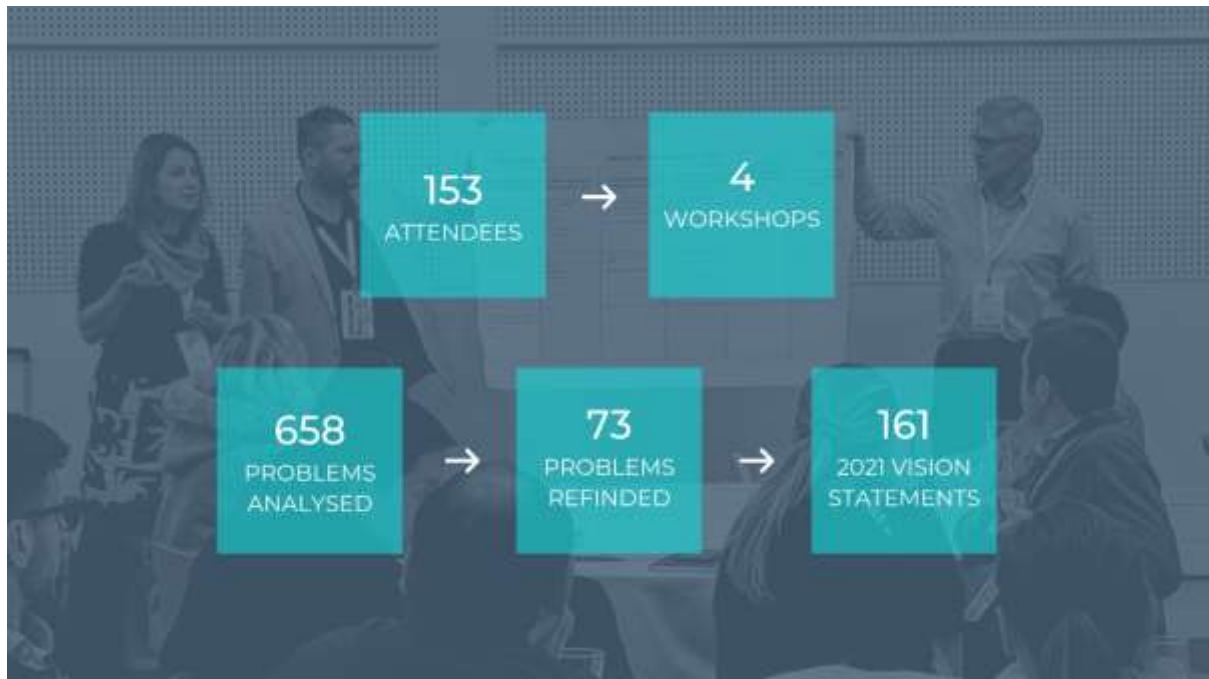 153
ATTENDEES
→
4
WORKSHOPS
658
PROBLEMS
ANALYSED
→
73
PROBLEMS
REFINDED
→
161
2021 VISION
STATEMENTS